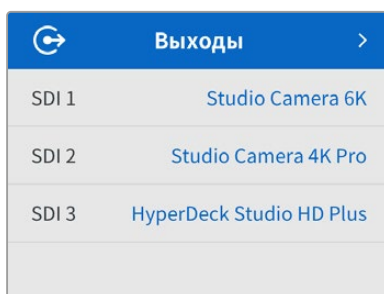 Выходы
SDI 1 Studio Camera 6K
SDI 2 Studio Camera 4K Pro
SDI 3 HyperDeck Studio HD Plus